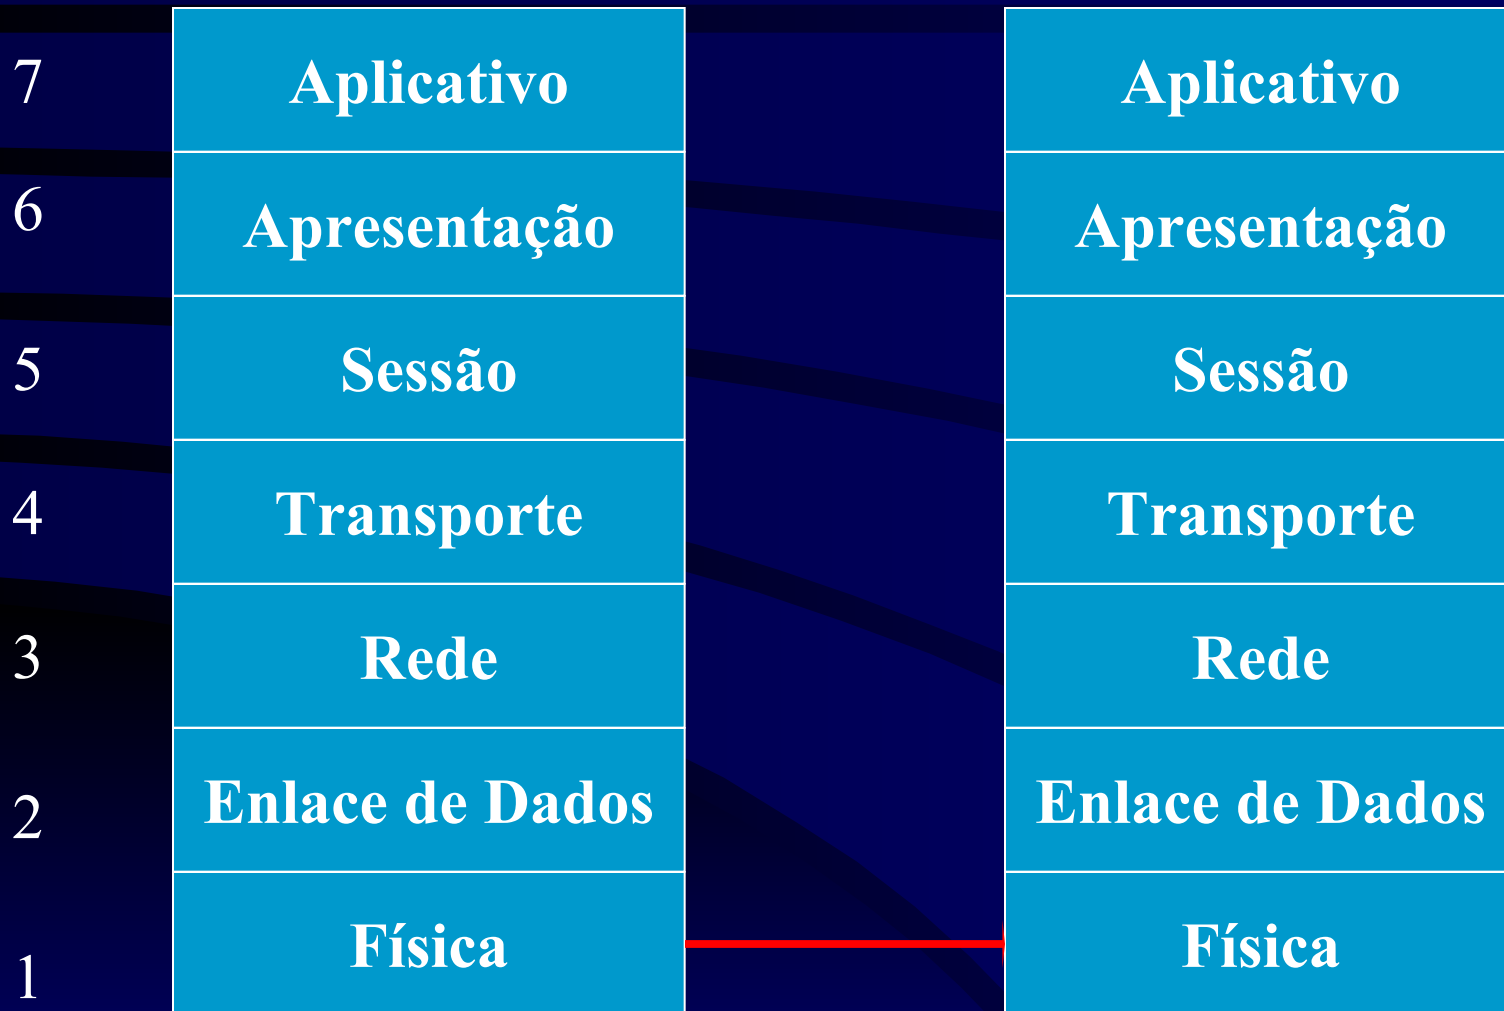 7 Aplicativo Aplicativo
6 Apresentação Apresentação
5 Sessão Sessão
4 Transporte Transporte
3 Rede Rede
2 Enlace de Dados Enlace de Dados
1 Física Física